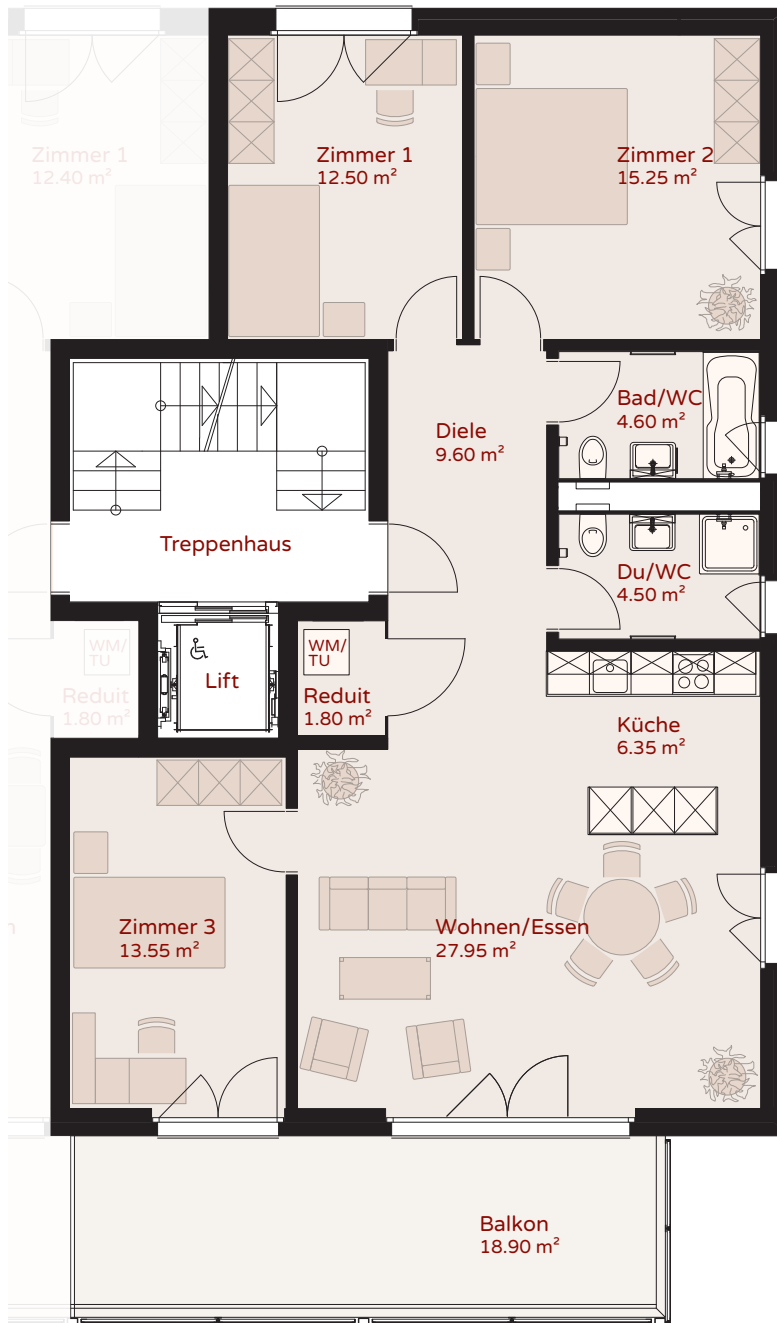 Zimmer 1
12.40 m²
Zimmer 1
12.50 m²
Zimmer 2
15.25 m²
Bad/WC
4.60 m²
Diele
9.60 m²
Treppenhaus
Du/WC
4.50 m²
WM/
TU
Reduit
1.80 m²
Lift
WM/
TU
Reduit
1.80 m²
Küche
6.35 m²
Zimmer 3
13.55 m²
Wohnen/Essen
27.95 m²
Balkon
18.90 m²